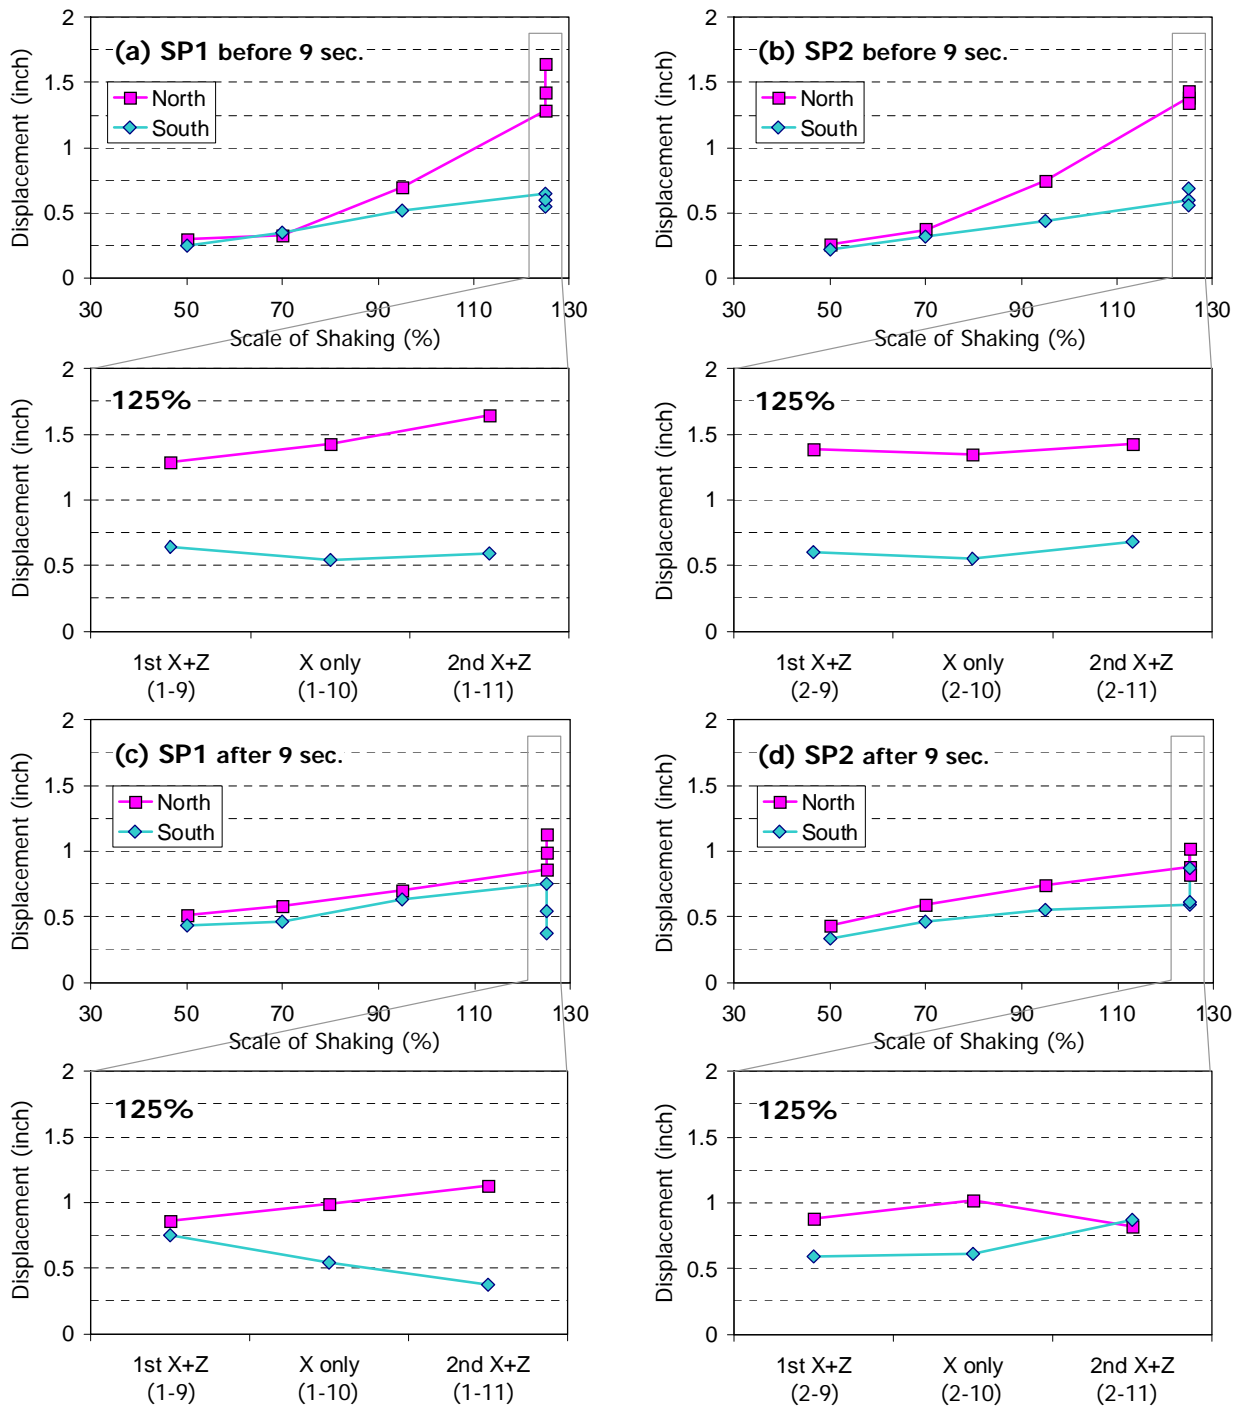 (a) SP1 before 9 sec.
Displacement (inch)
2
1.5
1
0.5
0
North
South
30 50 70 90 110 130
Scale of Shaking (%)
125%
Displacement (inch)
2
1.5
1
0.5
0
1st X+Z X only 2nd X+Z
(1-9) (1-10) (1-11)
(b) SP2 before 9 sec.
Displacement (inch)
2
1.5
1
0.5
0
North
South
30 50 70 90 110 130
Scale of Shaking (%)
125%
Displacement (inch)
2
1.5
1
0.5
0
1st X+Z X only 2nd X+Z
(2-9) (2-10) (2-11)
(c) SP1 after 9 sec.
Displacement (inch)
2
1.5
1
0.5
0
North
South
30 50 70 90 110 130
Scale of Shaking (%)
125%
Displacement (inch)
2
1.5
1
0.5
0
1st X+Z X only 2nd X+Z
(1-9) (1-10) (1-11)
(d) SP2 after 9 sec.
Displacement (inch)
2
1.5
1
0.5
0
North
South
30 50 70 90 110 130
Scale of Shaking (%)
125%
Displacement (inch)
2
1.5
1
0.5
0
1st X+Z X only 2nd X+Z
(2-9) (2-10) (2-11)